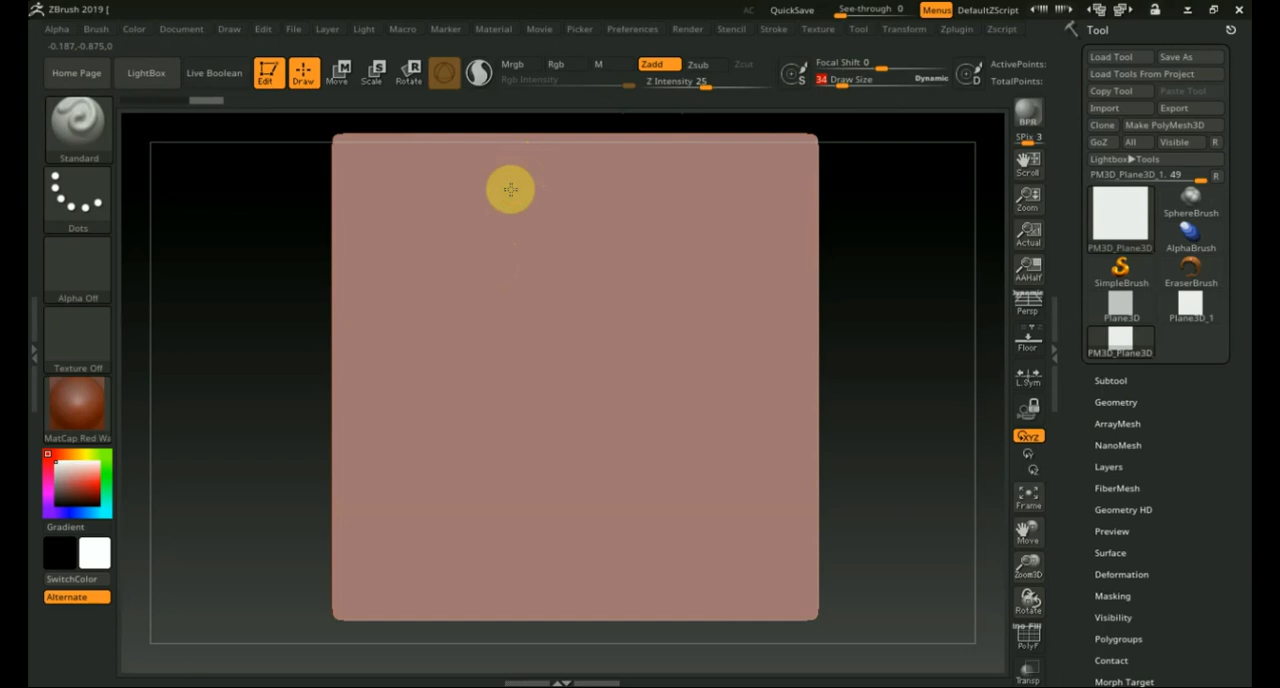 ZBrush 2019 [
AC QuickSave See-through 0 Menus DefaultZScript
Alpha Brush Color Document Draw Edit File Layer Light Macro Marker Material Movie Picker Preferences Render Stencil Stroke Texture Tool Transform Zplugin Zscript
-0.187,-0.875,0
Home Page LightBox Live Boolean Edit Draw Move Scale Rotate
Mrgb Rgb M Zadd Zsub Zcut
Rgb Intensity Z Intensity 25
Focal Shift 0
34 Draw Size Dynamic
S D
ActivePoints:
TotalPoints:
Standard
Dots
Alpha Off
Texture Off
MatCap Red Wa
Gradient
SwitchColor
Alternate
BPR
SPix 3
Scroll
Zoom
Actual
AAHalf
Dynamic
Persp
Floor
L.Sym
XYZ
Frame
Move
Zoom3D
Rotate
Line Fill
PolyF
Transp
Tool
Load Tool Save As
Load Tools From Project
Copy Tool Paste Tool
Import Export
Clone Make PolyMesh3D
GoZ All Visible R
Lightbox▶Tools
PM3D_Plane3D_1. 49 R
PM3D_Plane3D SphereBrush
AlphaBrush
SimpleBrush EraserBrush
Plane3D Plane3D_1
PM3D_Plane3D
Subtool
Geometry
ArrayMesh
NanoMesh
Layers
FiberMesh
Geometry HD
Preview
Surface
Deformation
Masking
Visibility
Polygroups
Contact
Morph Target